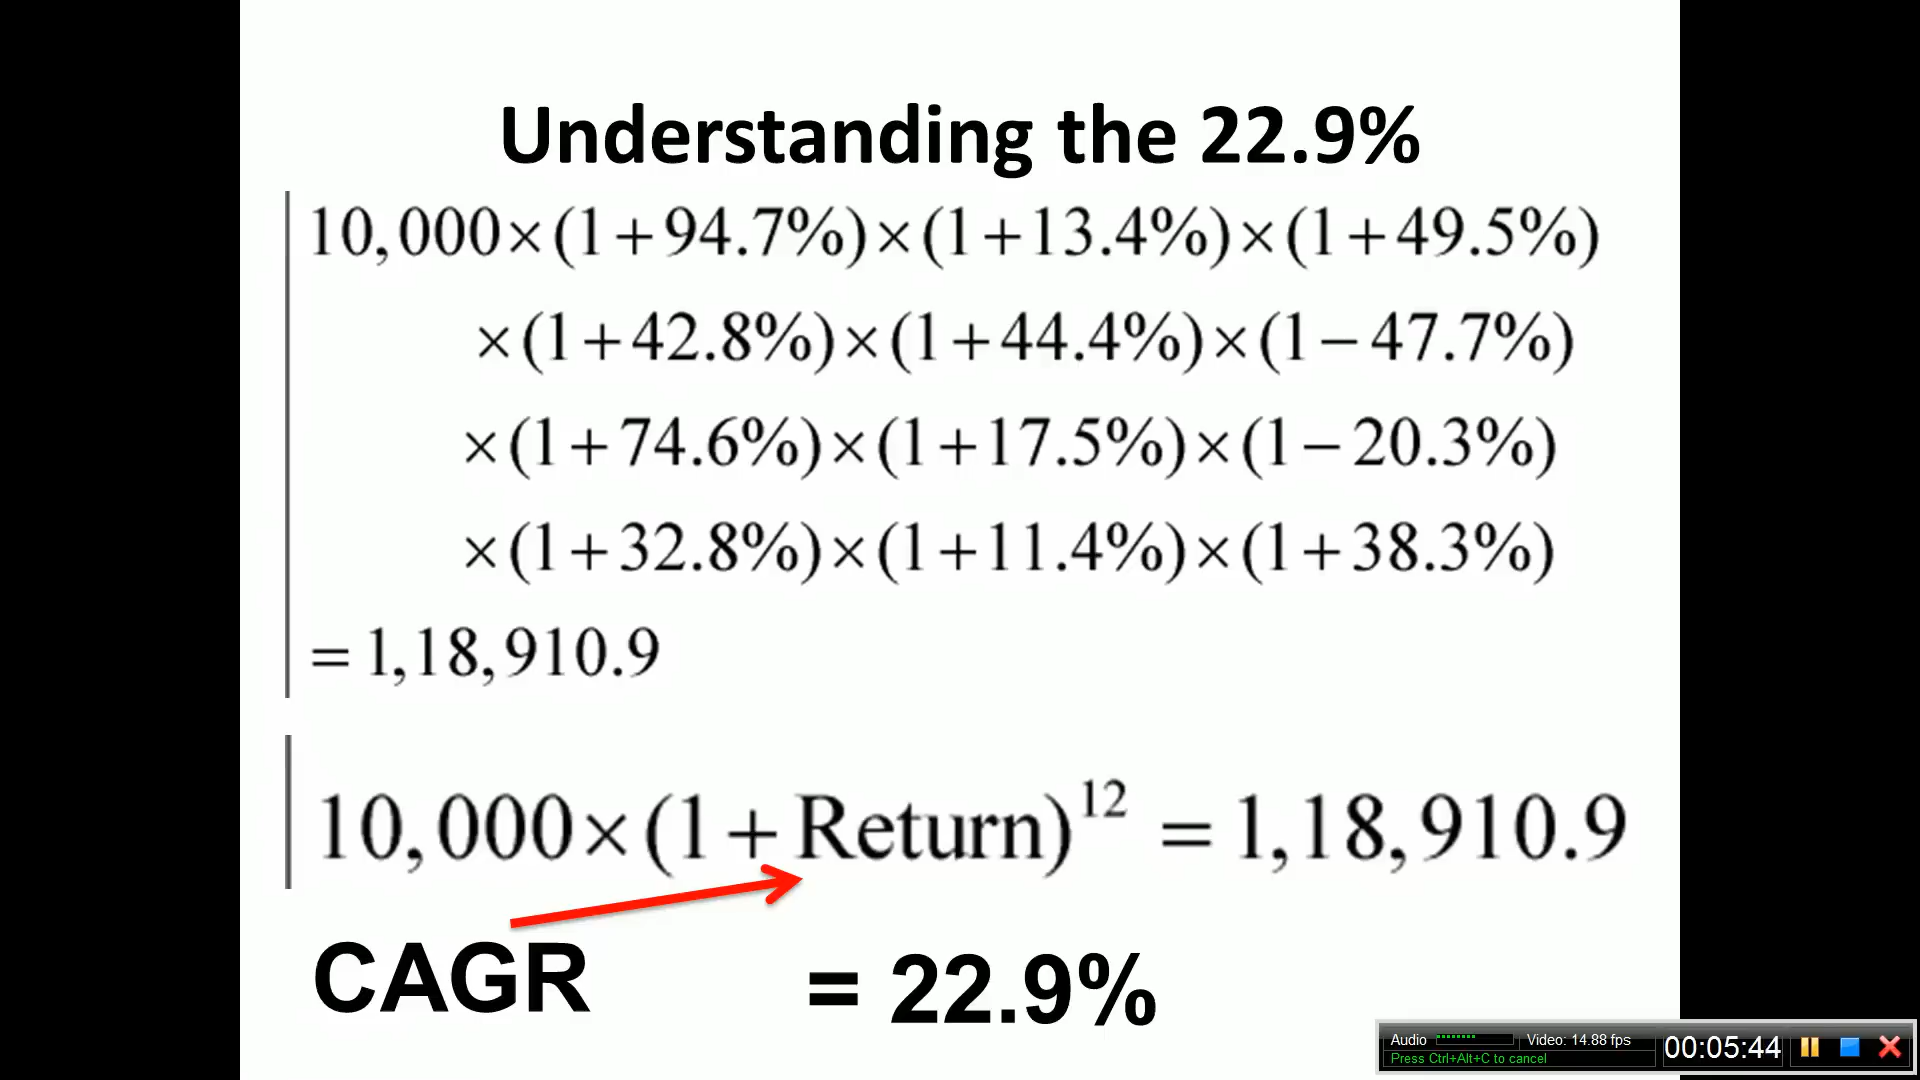 Understanding the 22.9%
10,000×(1+94.7%)×(1+13.4%)×(1+49.5%)
×(1+42.8%)×(1+44.4%)×(1−47.7%)
×(1+74.6%)×(1+17.5%)×(1−20.3%)
×(1+32.8%)×(1+11.4%)×(1+38.3%)
=1,18,910.9
10,000×(1+Return)¹² =1,18,910.9
CAGR = 22.9%
Audio Video: 14.88 fps 00:05:44
Press Ctrl+Alt+C to cancel